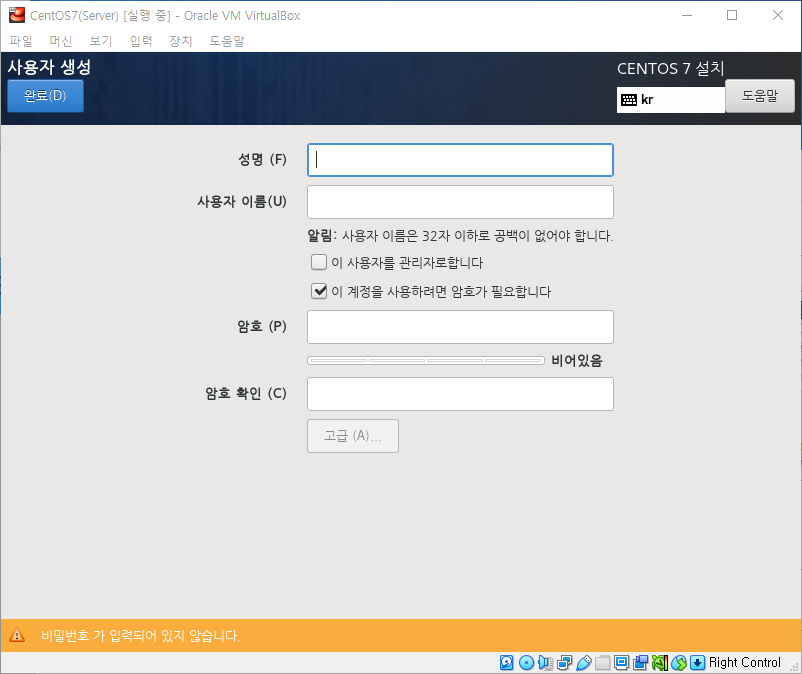 CentOS7(Server) [실행 중] - Oracle VM VirtualBox
파일 머신 보기 입력 장치 도움말
사용자 생성
CENTOS 7 설치
완료(D)
kr
도움말
성명 (F)
사용자 이름(U)
알림: 사용자 이름은 32자 이하로 공백이 없어야 합니다.
이 사용자를 관리자로합니다
이 계정을 사용하려면 암호가 필요합니다
암호 (P)
비어있음
암호 확인 (C)
고급 (A)...
비밀번호 가 입력되어 있지 않습니다.
Right Control